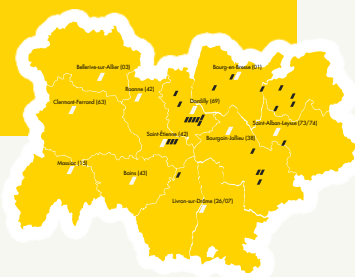 Bellerive-sur-Allier (03)
Bourg-en-Bresse (01)
Roanne (42)
Clermont-Ferrand (63)
Dardilly (69)
Saint-Alban-Leysse (73/74)
Saint-Étienne (42)
Bourgoin-Jallieu (38)
Massiac (15)
Bains (43)
Livron-sur-Drôme (26/07)